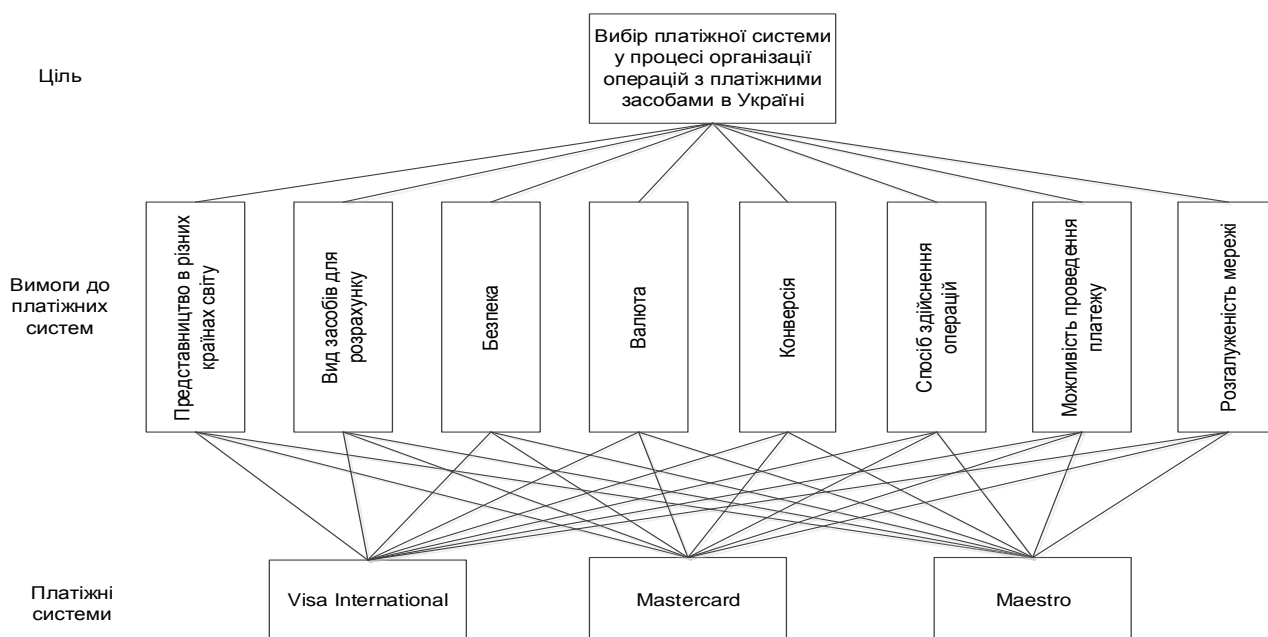 Ціль
Вибір платіжної системи
у процесі організації
операцій з платіжними
засобами в Україні
Вимоги до
платіжних
систем
Представництво в різних
країнах світу
Вид засобів для
розрахунку
Безпека
Валюта
Конверсія
Спосіб здійснення
операцій
Можливість проведення
платежу
Розгалуженість мережі
Платіжні
системи
Visa International
Mastercard
Maestro